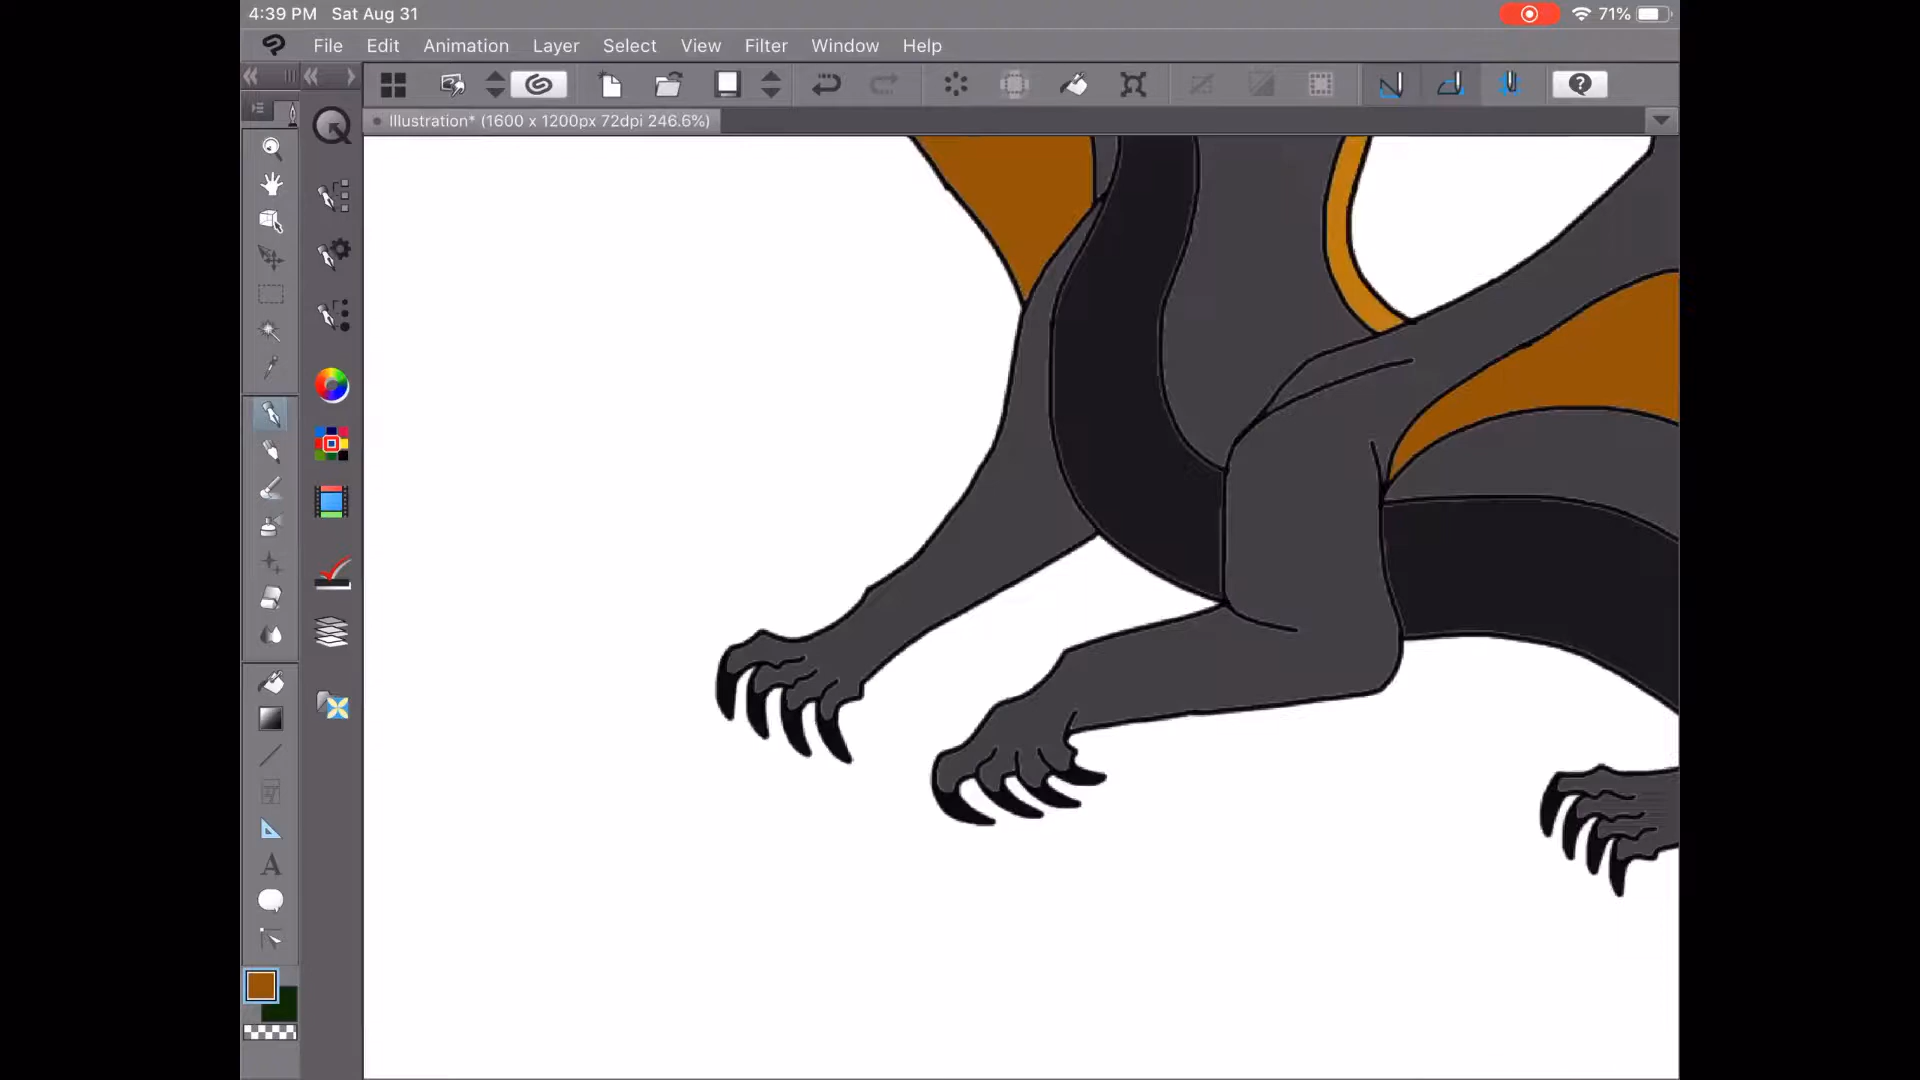 4:39 PM Sat Aug 31 71%
File Edit Animation Layer Select View Filter Window Help
Illustration* (1600 x 1200px 72dpi 246.6%)
A